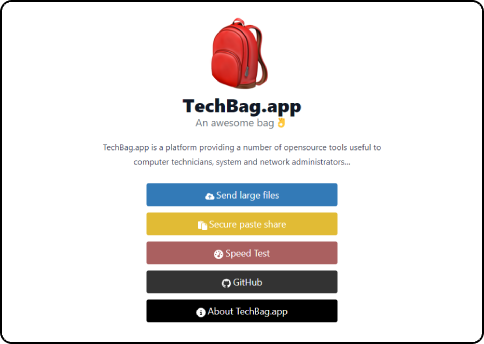 TechBag.app
An awesome bag
TechBag.app is a platform providing a number of opensource tools useful to
computer technicians, system and network administrators...
Send large files
Secure paste share
Speed Test
GitHub
About TechBag.app